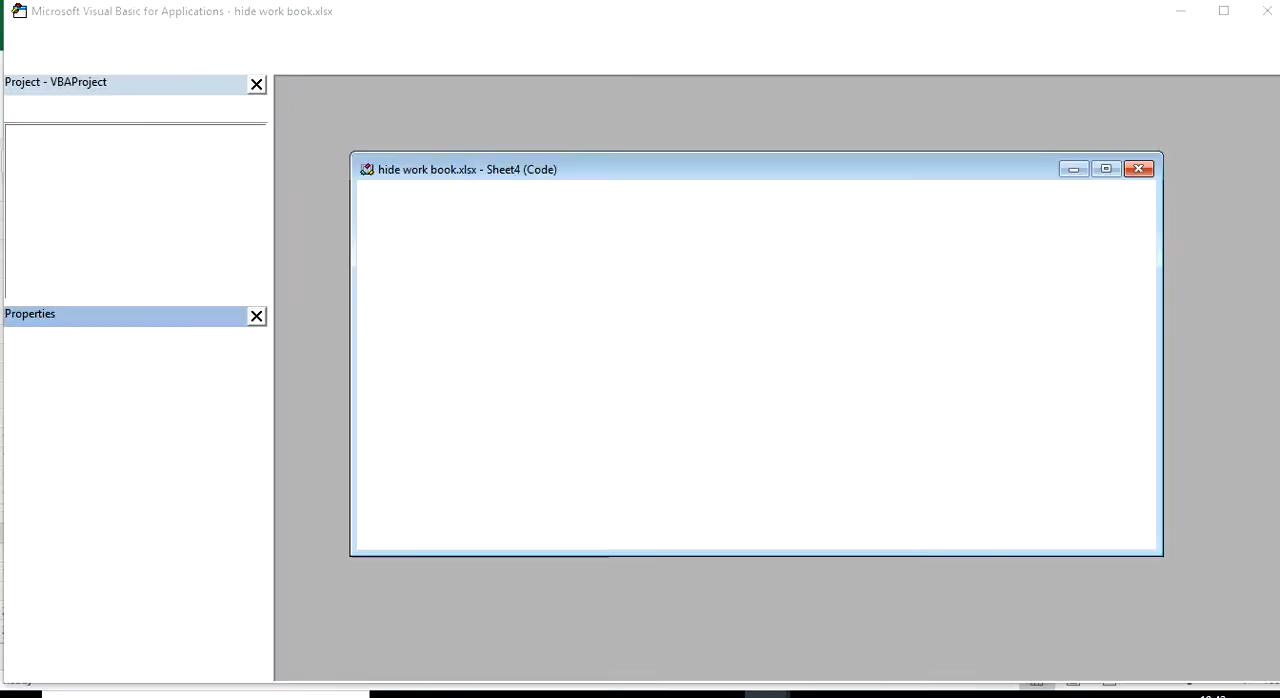 Microsoft Visual Basic for Applications - hide work book.xlsx
Project - VBAProject
hide work book.xlsx - Sheet4 (Code)
Properties